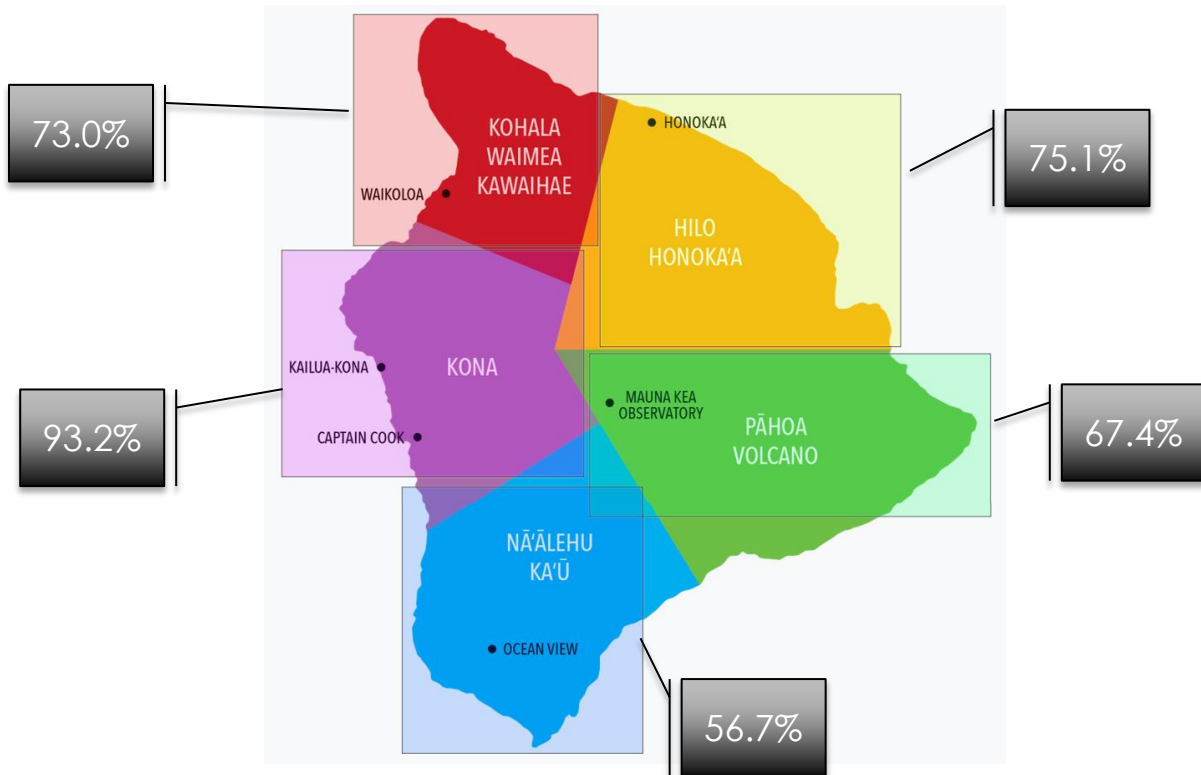 73.0%
KOHALA
WAIMEA
KAWAIHAE
WAIKOLOA
HONOKA‘A
75.1%
HILO
HONOKA‘A
93.2%
KAILUA-KONA
KONA
CAPTAIN COOK
MAUNA KEA
OBSERVATORY
PĀHOA
VOLCANO
67.4%
NĀ‘ĀLEHU
KA‘Ū
OCEAN VIEW
56.7%